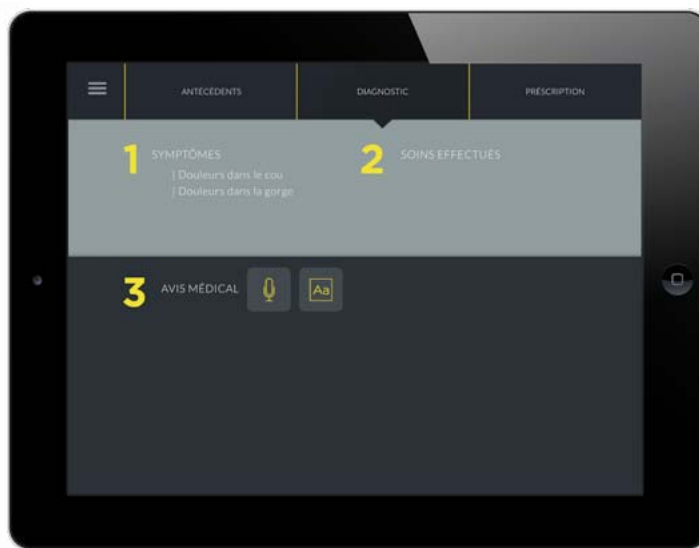 ANTÉCÉDENTS
DIAGNOSTIC
PRÉSCRIPTION
1 SYMPTÔMES
| Douleurs dans le cou
| Douleurs dans la gorge
2 SOINS EFFECTUÉS
3 AVIS MÉDICAL
Aa